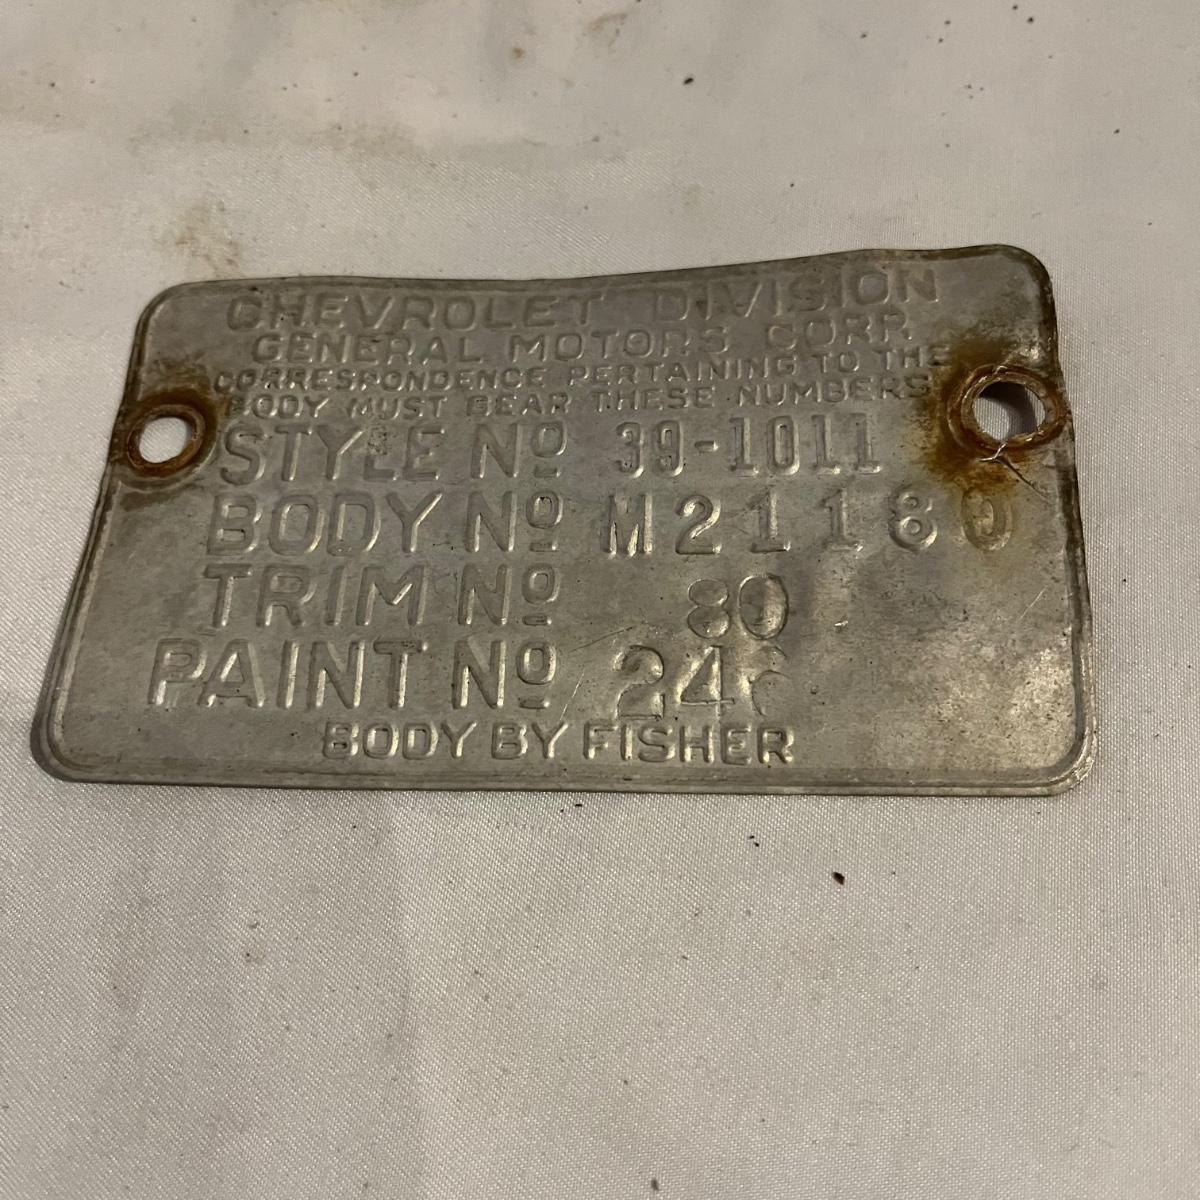 CHEVROLET DIVISION
GENERAL MOTORS CORP.
CORRESPONDENCE PERTAINING TO THE
BODY MUST BEAR THESE NUMBERS
STYLE Nº 39-1011
BODY Nº M21180
TRIM Nº 80
PAINT Nº 246
BODY BY FISHER